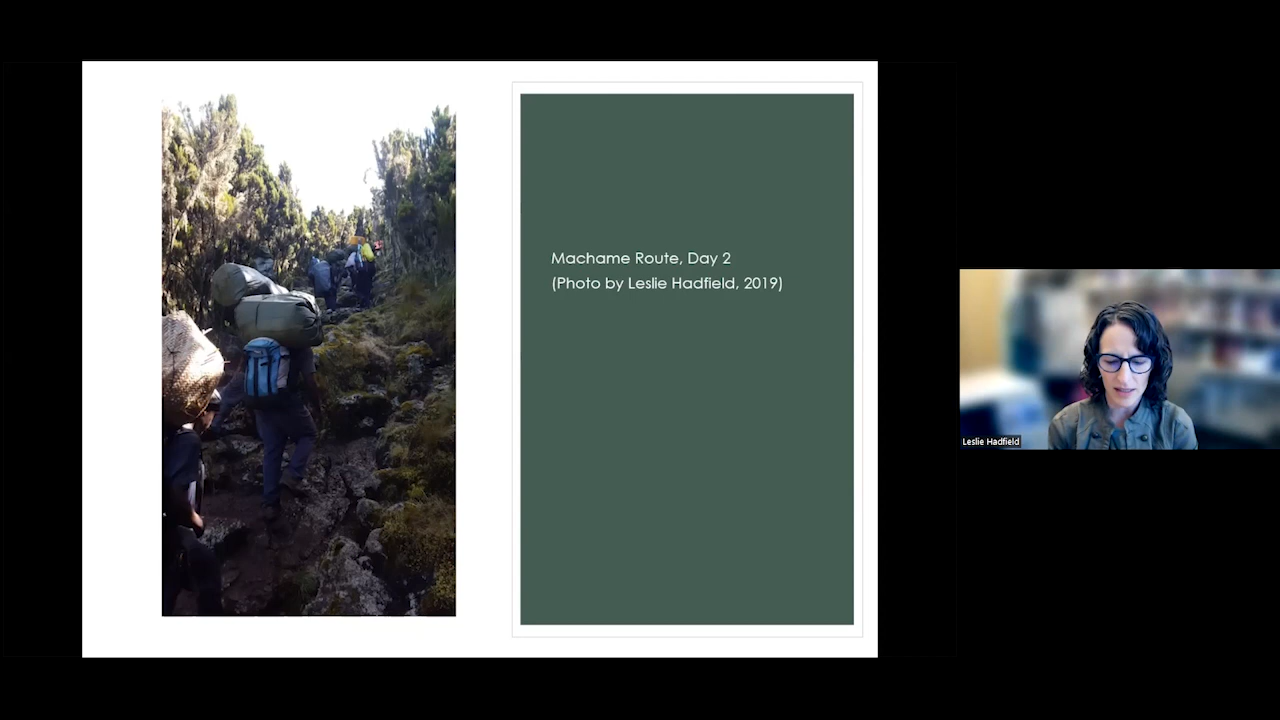 Machame Route, Day 2
(Photo by Leslie Hadfield, 2019)
Leslie Hadfield